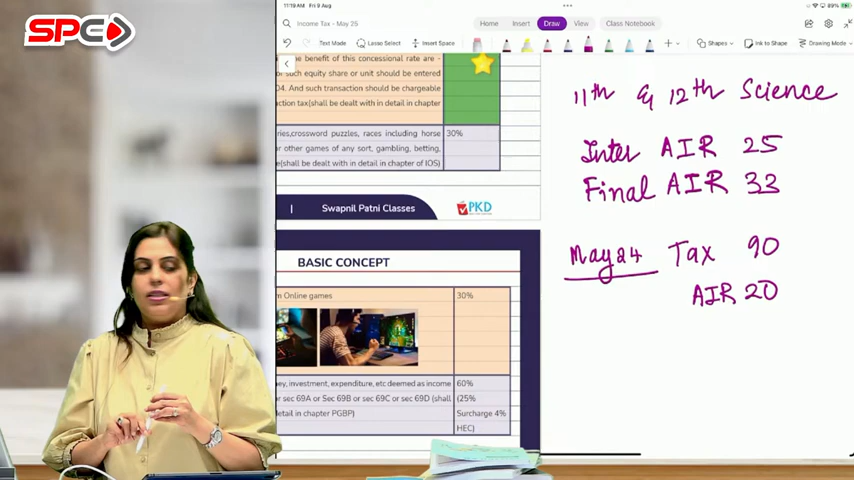 11:19 AM Fri 9 Aug
89%
SPC
Income Tax - May 25
Home Insert Draw View Class Notebook
Text Mode Lasso Select Insert Space Shapes Ink to Shape Drawing Mode
the benefit of this concessional rate are -
or such equity share or unit should be entered
04. And such transaction should be chargeable
ction tax(shall be dealt with in detail in chapter
ries,crossword puzzles, races including horse 30%
r other games of any sort, gambling, betting,
e(shall be dealt with in detail in chapter of IOS)
| Swapnil Patni Classes PKD
BASIC CONCEPT
m Online games 30%
ney, investment, expenditure, etc deemed as income 60%
or sec 69A or Sec 69B or sec 69C or sec 69D (shall (25%
detail in chapter PGBP) Surcharge 4%
HEC)
11th & 12th Science
Inter AIR 25
Final AIR 33
May 24 Tax 90
AIR 20